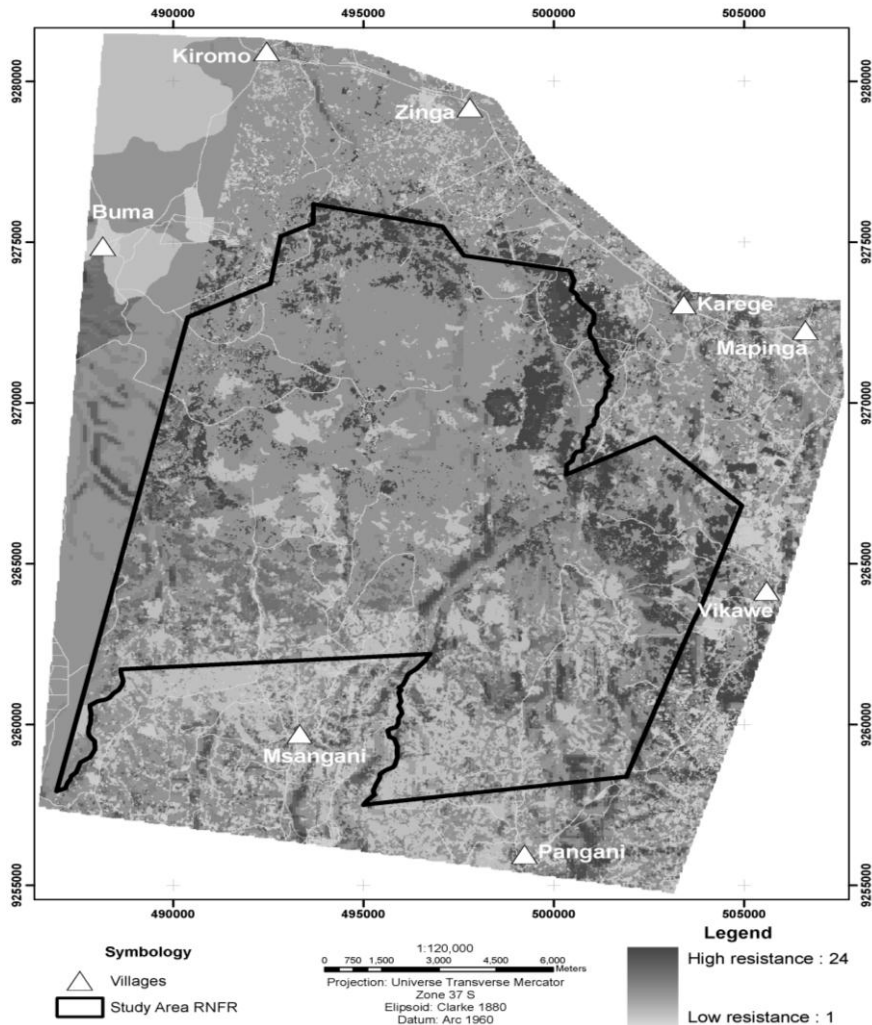 490000 495000 500000 505000
9280000 9280000
Kiromo
Zinga
Buma
9275000 9275000
Karege
Mapinga
9270000 9270000
9265000 9265000
Vikawe
9260000 9260000
Msangani
Pangani
9255000 9255000
490000 495000 500000 505000
Symbology
Villages
Study Area RNFR
1:120,000
0 750 1,500 3,000 4,500 6,000
Meters
Projection: Universe Transverse Mercator
Zone 37 S
Elipsoid: Clarke 1880
Datum: Arc 1960
Legend
High resistance : 24
Low resistance : 1